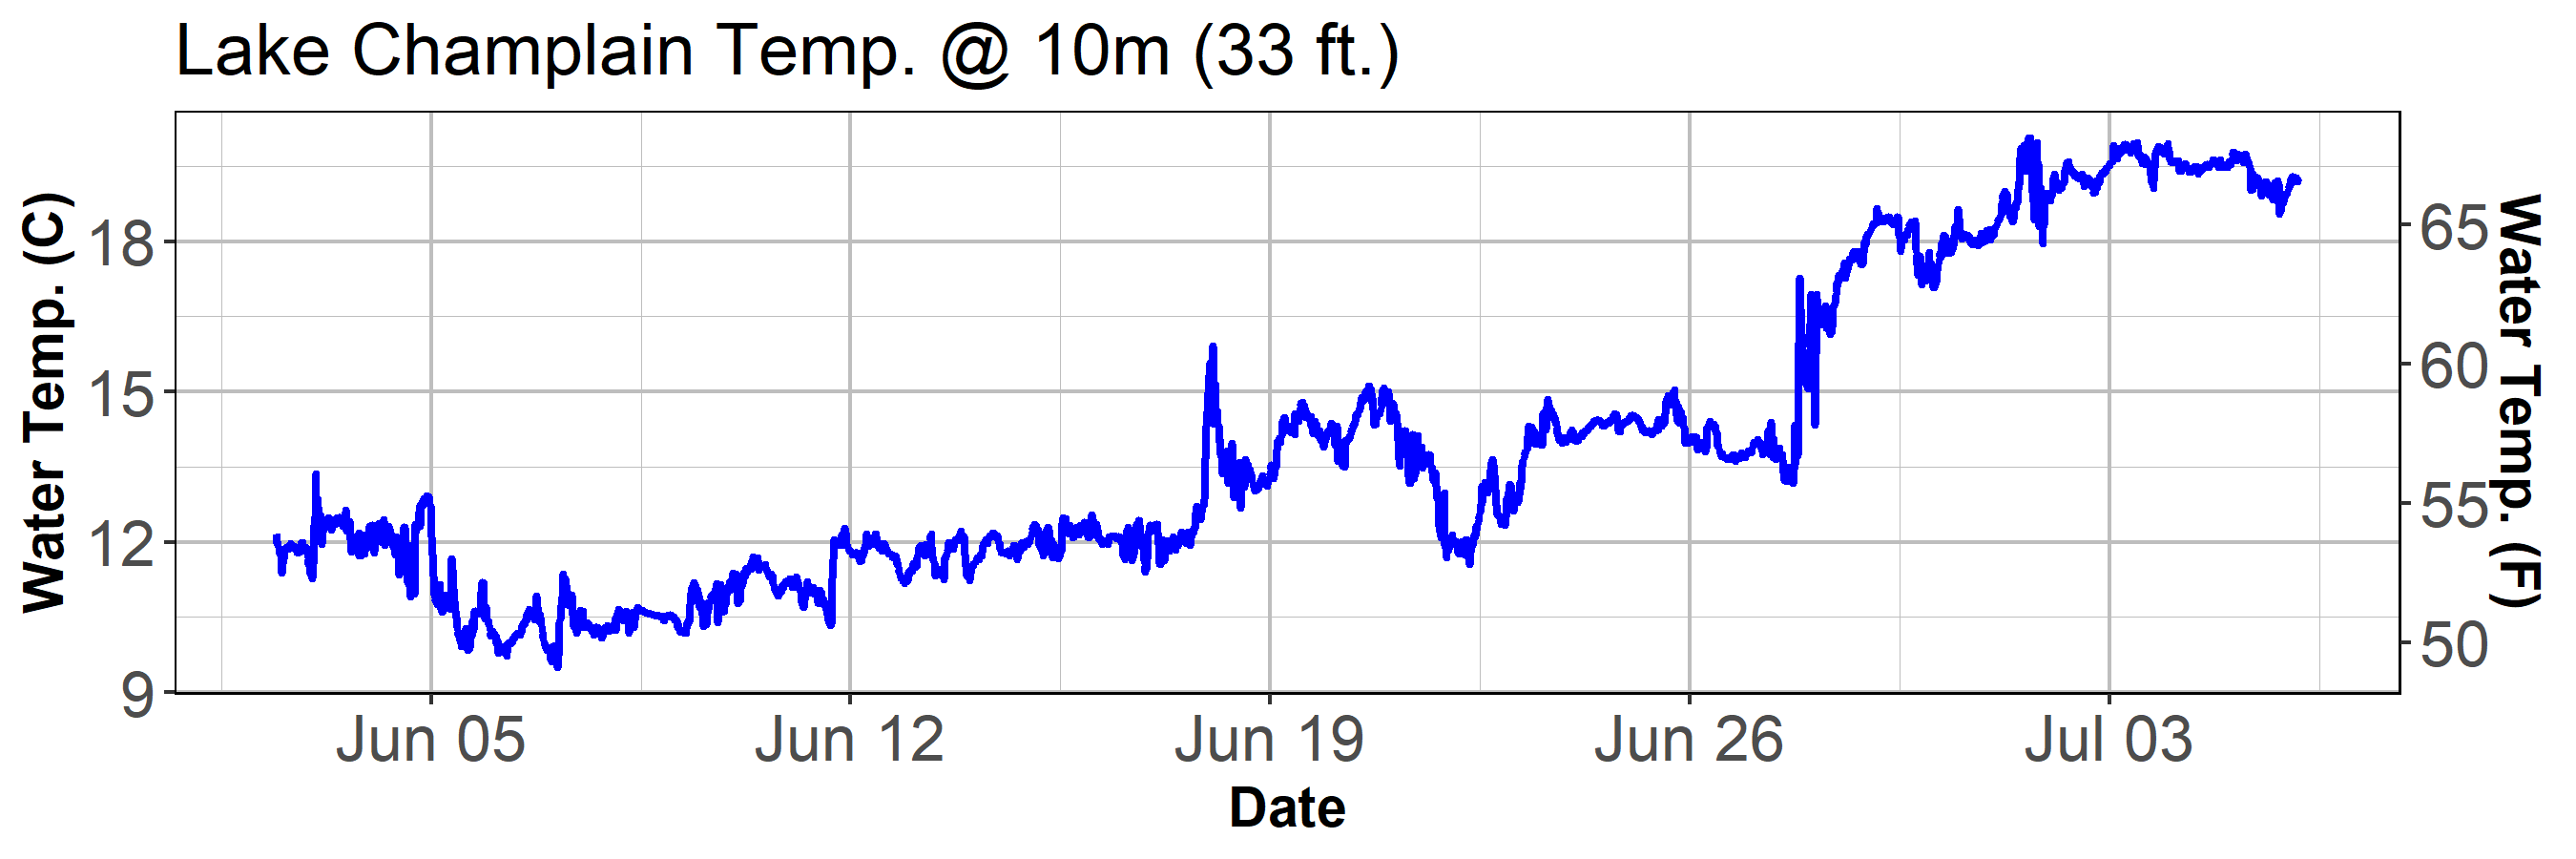 Lake Champlain Temp. @ 10m (33 ft.)
Water Temp. (C)
18
15
12
9
65
60
55
50
Water Temp. (F)
Jun 05 Jun 12 Jun 19 Jun 26 Jul 03
Date